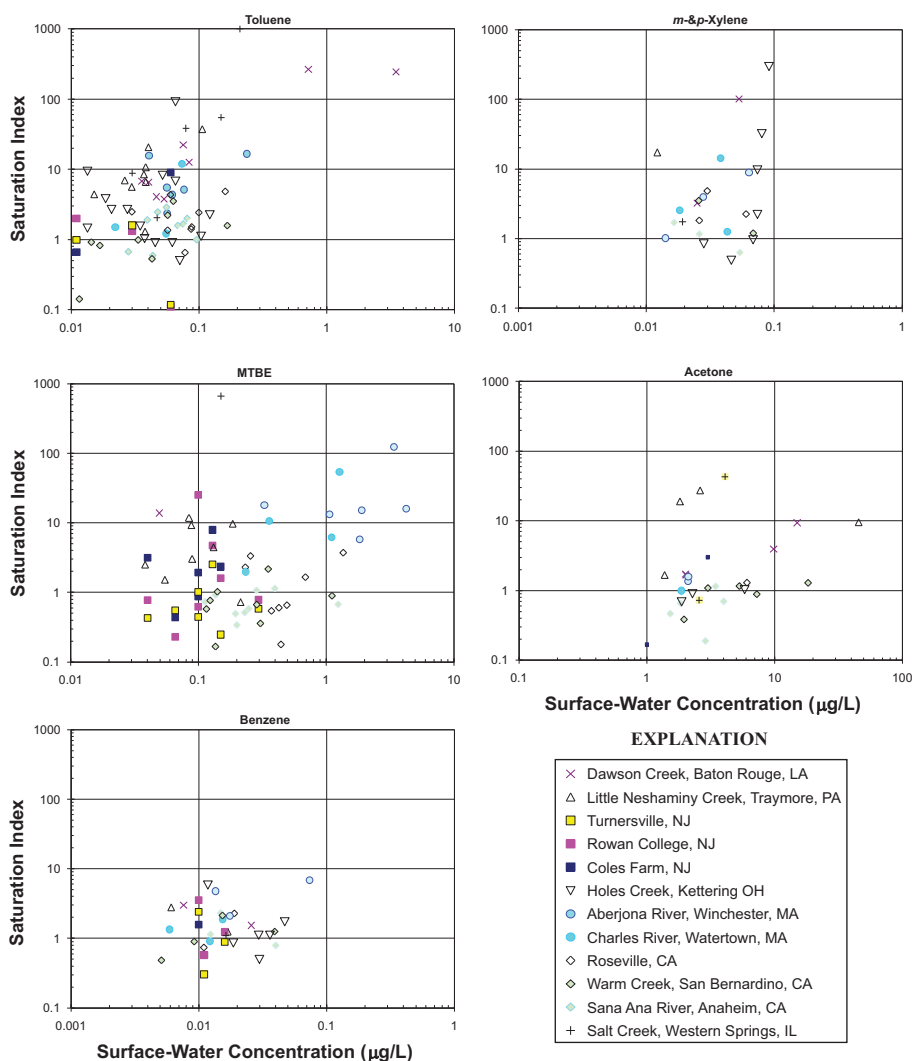 Toluene
1000
100
10
1
0.1
0.01
0.1
1
10
Saturation Index
m-&p-Xylene
1000
100
10
1
0.1
0.001
0.01
0.1
1
MTBE
1000
100
10
1
0.1
0.01
0.1
1
10
Saturation Index
Acetone
1000
100
10
1
0.1
0.1
1
10
100
Surface-Water Concentration (μg/L)
Benzene
1000
100
10
1
0.1
0.001
0.01
0.1
1
Saturation Index
Surface-Water Concentration (μg/L)
EXPLANATION
Dawson Creek, Baton Rouge, LA
Little Neshaminy Creek, Traymore, PA
Turnersville, NJ
Rowan College, NJ
Coles Farm, NJ
Holes Creek, Kettering OH
Aberjona River, Winchester, MA
Charles River, Watertown, MA
Roseville, CA
Warm Creek, San Bernardino, CA
Sana Ana River, Anaheim, CA
Salt Creek, Western Springs, IL